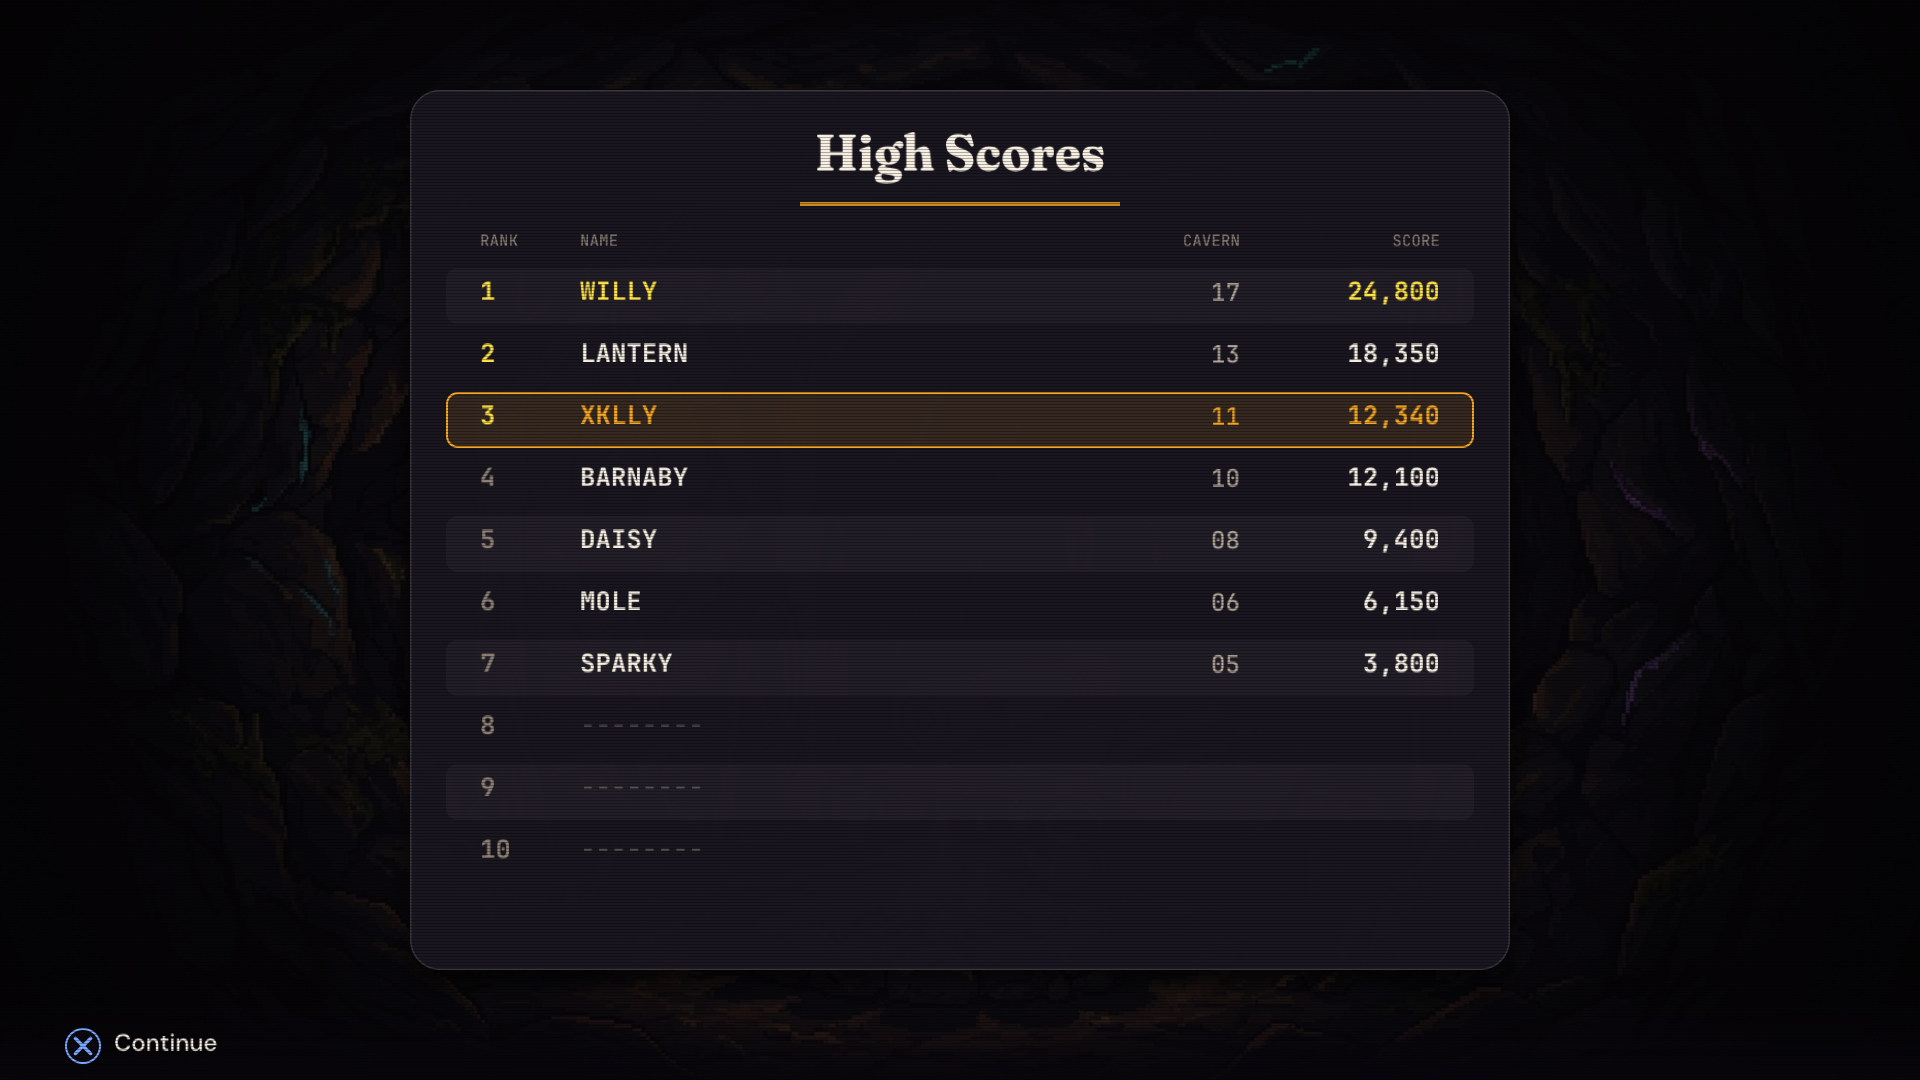 High Scores
RANK NAME CAVERN SCORE
1 WILLY 17 24,800
2 LANTERN 13 18,350
3 XKLLY 11 12,340
4 BARNABY 10 12,100
5 DAISY 08 9,400
6 MOLE 06 6,150
7 SPARKY 05 3,800
8 --------
9 --------
10 --------
Continue